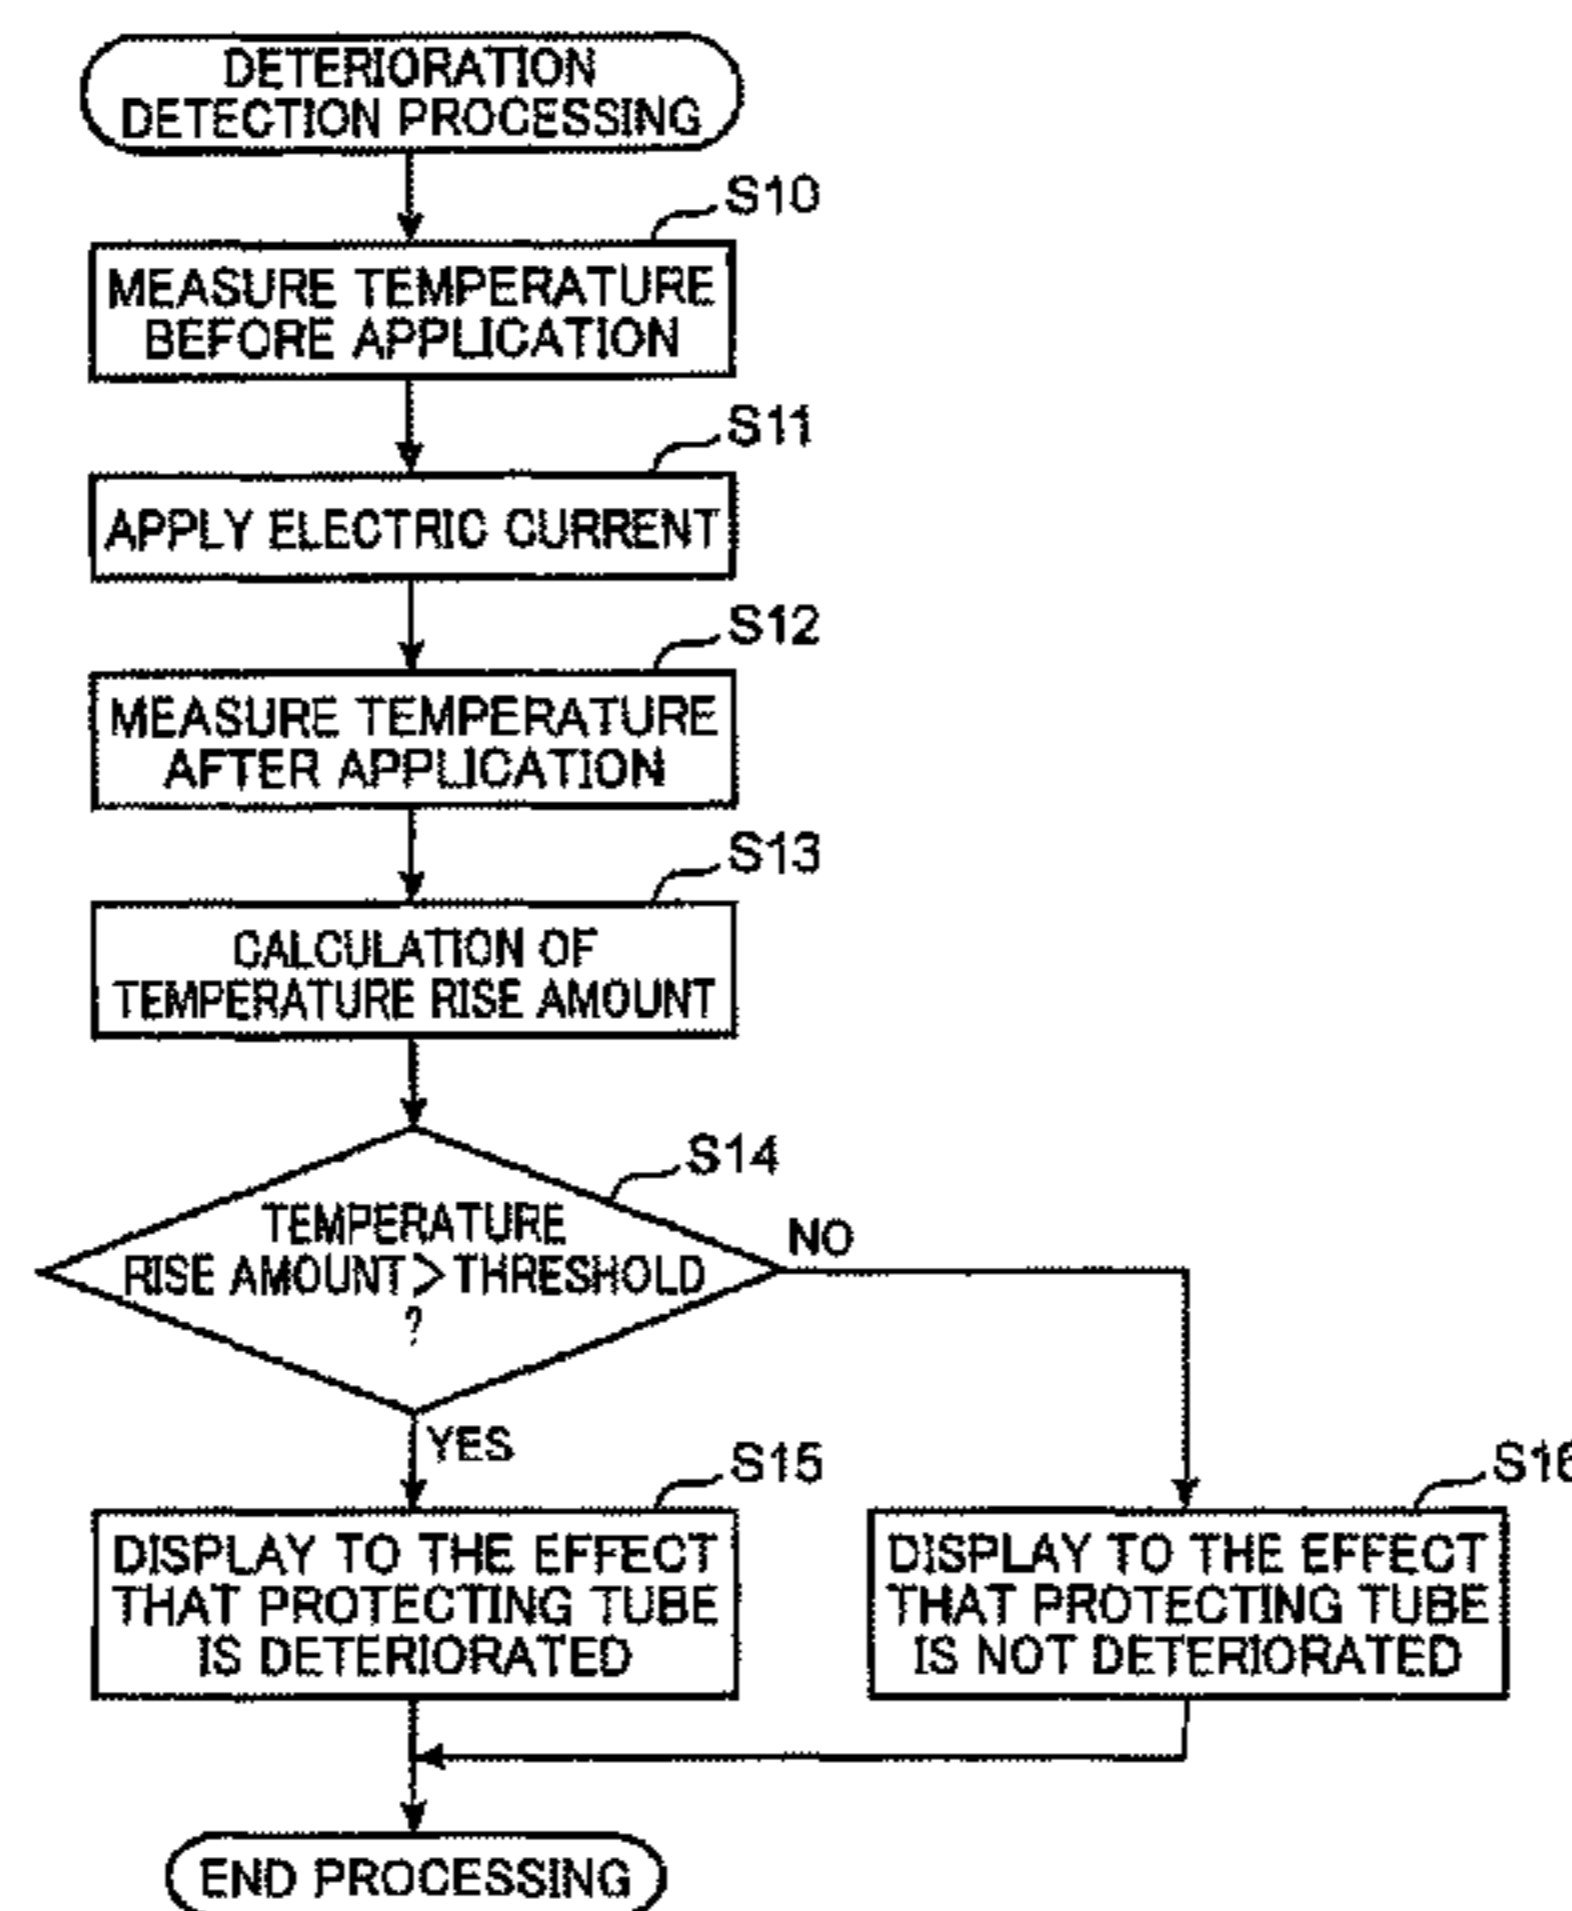 DETERIORATION
DETECTION PROCESSING
S10
MEASURE TEMPERATURE
BEFORE APPLICATION
S11
APPLY ELECTRIC CURRENT
S12
MEASURE TEMPERATURE
AFTER APPLICATION
S13
CALCULATION OF
TEMPERATURE RISE AMOUNT
S14
TEMPERATURE
RISE AMOUNT > THRESHOLD
?
NO
YES
S15
DISPLAY TO THE EFFECT
THAT PROTECTING TUBE
IS DETERIORATED
S16
DISPLAY TO THE EFFECT
THAT PROTECTING TUBE
IS NOT DETERIORATED
END PROCESSING